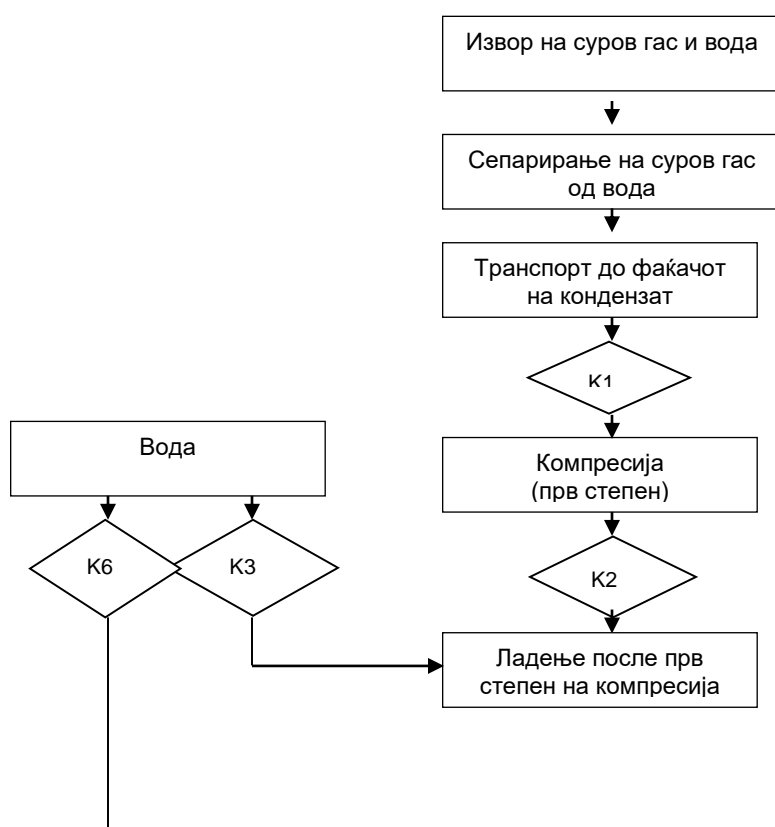 Извор на суров гас и вода
Сепарирање на суров гас
од вода
Транспорт до фаќачот
на кондензат
К1
Вода
Компресија
(прв степен)
К6
К3
К2
Ладење после прв
степен на компресија